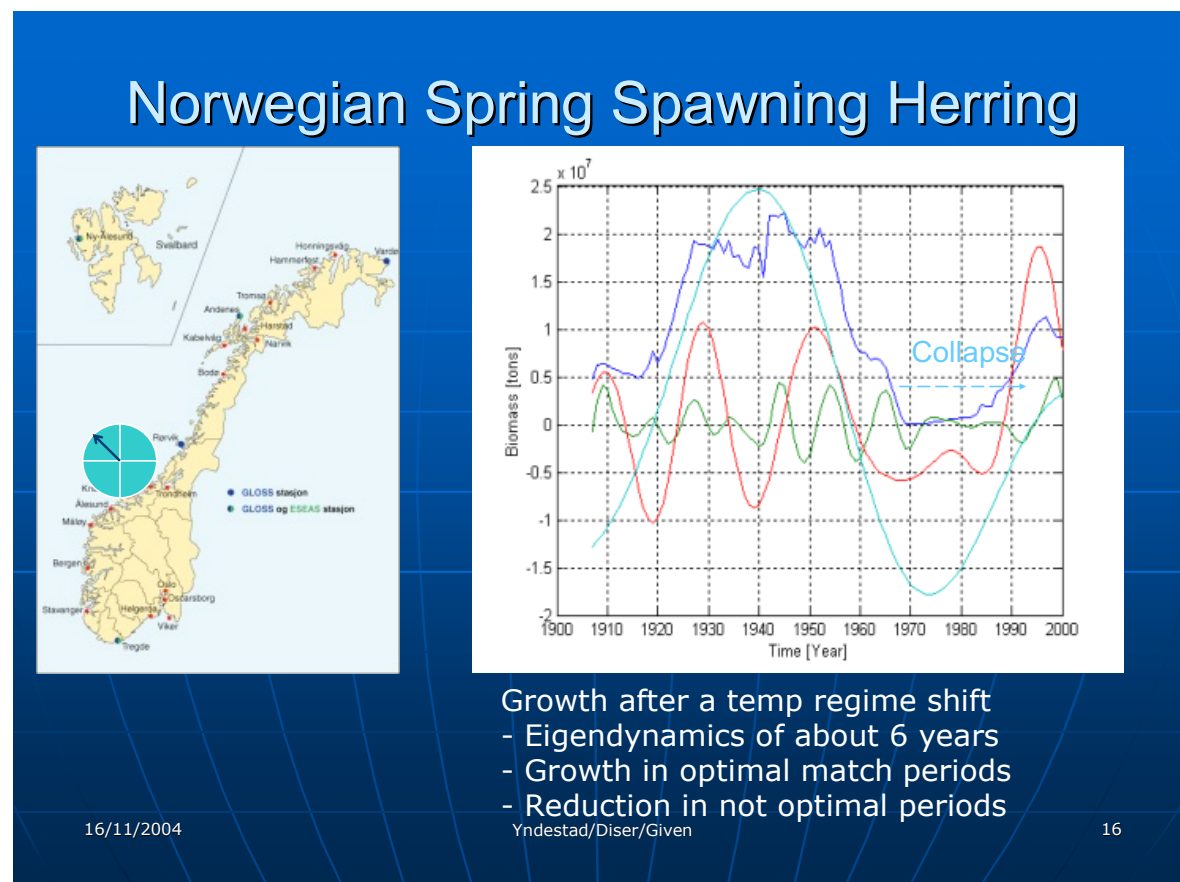 Norwegian Spring Spawning Herring
Ny-Ålesund
Svalbard
Honningsvåg
Vardø
Hammerfest
Tromsø
Andenes
Harstad
Kabelvåg
Narvik
Bodø
Rørvik
Trondheim
Ålesund
Måløy
Bergen
Oslo
Oscarsborg
Stavanger
Helgeroa
Viker
Tregde
GLOSS stasjon
GLOSS og ESEAS stasjon
x 10^7
2.5
2
1.5
1
0.5
0
-0.5
-1
-1.5
-2
Biomass [tons]
Collapse
1900 1910 1920 1930 1940 1950 1960 1970 1980 1990 2000
Time [Year]
Growth after a temp regime shift
- Eigendynamics of about 6 years
- Growth in optimal match periods
- Reduction in not optimal periods
16/11/2004
Yndestad/Diser/Given
16